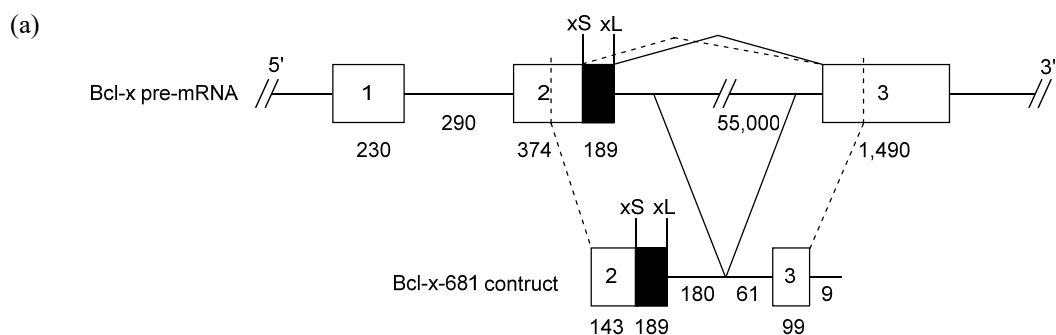 (a)
xS xL
5' 3'
Bcl-x pre-mRNA 1 2 3
290 55,000
230 374 189 1,490
xS xL
2 3
Bcl-x-681 contruct 180 61 9
143 189 99